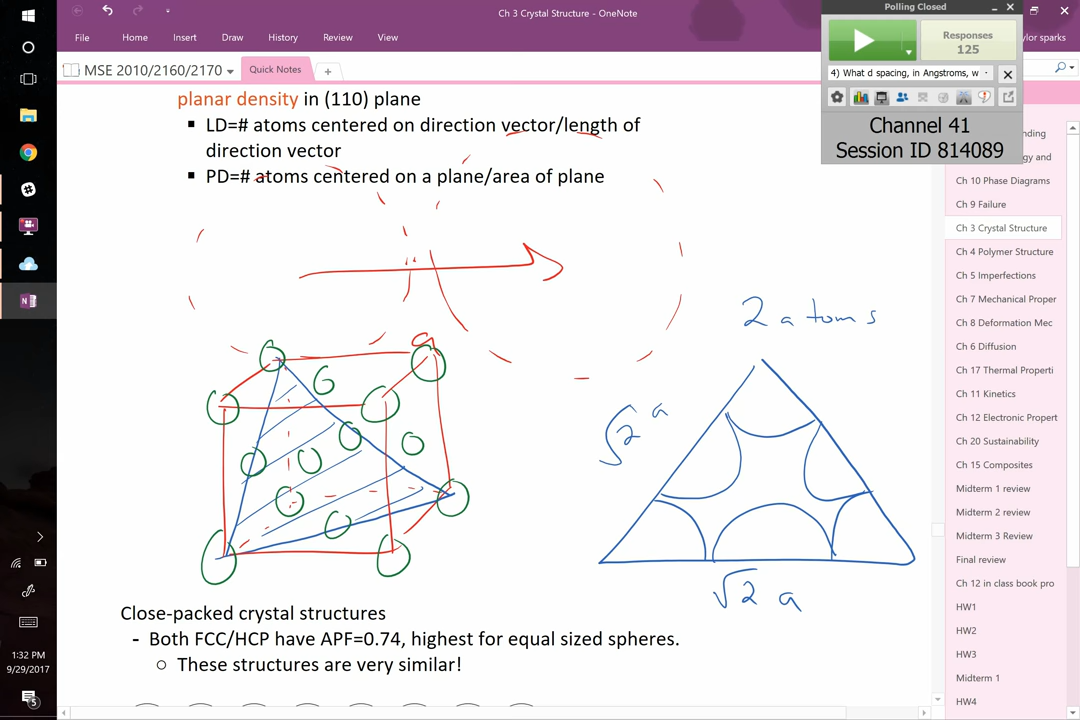 Ch 3 Crystal Structure - OneNote
Polling Closed
Responses
125
4) What d spacing, in Angstroms, w
Channel 41
Session ID 814089
File Home Insert Draw History Review View
MSE 2010/2160/2170
Quick Notes
planar density in (110) plane
LD=# atoms centered on direction vector/length of
direction vector
PD=# atoms centered on a plane/area of plane
2 atoms
√2 a
√2 a
Close-packed crystal structures
- Both FCC/HCP have APF=0.74, highest for equal sized spheres.
These structures are very similar!
Ch 10 Phase Diagrams
Ch 9 Failure
Ch 3 Crystal Structure
Ch 4 Polymer Structure
Ch 5 Imperfections
Ch 7 Mechanical Proper
Ch 8 Deformation Mec
Ch 6 Diffusion
Ch 17 Thermal Properti
Ch 11 Kinetics
Ch 12 Electronic Propert
Ch 20 Sustainability
Ch 15 Composites
Midterm 1 review
Midterm 2 review
Midterm 3 Review
Final review
Ch 12 in class book pro
HW1
HW2
HW3
Midterm 1
HW4
1:32 PM
9/29/2017
5